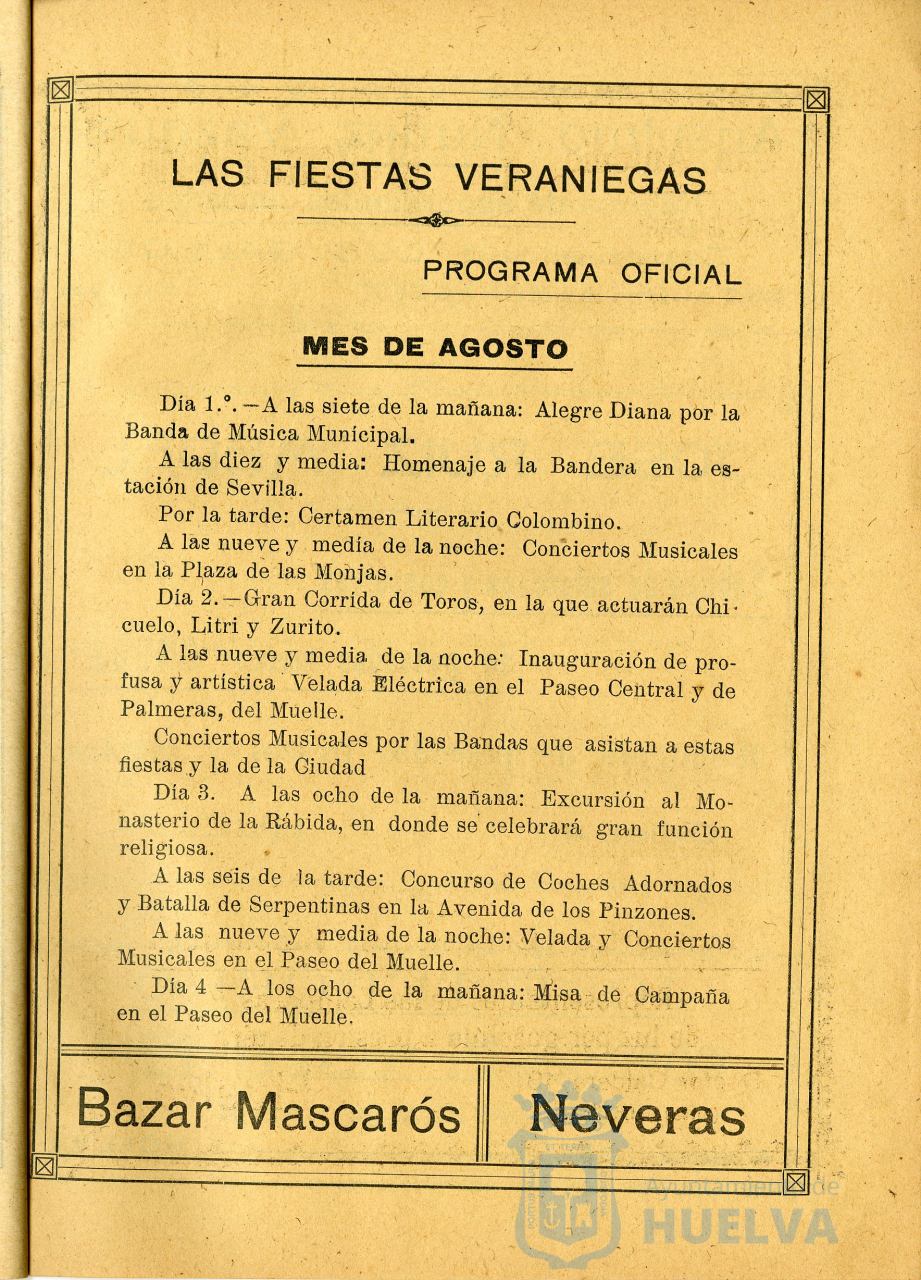 LAS FIESTAS VERANIEGAS
PROGRAMA OFICIAL
MES DE AGOSTO
Día 1.º.—A las siete de la mañana: Alegre Diana por la
Banda de Música Munícipal.
A las diez y media: Homenaje a la Bandera en la es-
tación de Sevilla.
Por la tarde: Certamen Literario Colombino.
A las nueve y medía de la noche: Conciertos Musicales
en la Plaza de las Monjas.
Día 2.—Gran Corrída de Toros, en la que actuarán Chi-
cuelo, Litri y Zurito.
A las nueve y media de la noche: Inauguración de pro-
fusa y artística Velada Eléctrica en el Paseo Central y de
Palmeras, del Muelle.
Conciertos Musicales por las Bandas que asistan a estas
fiestas y la de la Ciudad
Día 3. A las ocho de la mañana: Excursión al Mo-
nasterio de la Rábida, en donde se celebrará gran función
religiosa.
A las seis de la tarde: Concurso de Coches Adornados
y Batalla de Serpentinas en la Avenida de los Pinzones.
A las nueve y media de la noche: Velada y Conciertos
Musicales en el Paseo del Muelle.
Día 4 —A los ocho de la mañana: Misa de Campaña
en el Paseo del Muelle.
Bazar Mascarós
Neveras
Ayuntamiento de
HUELVA